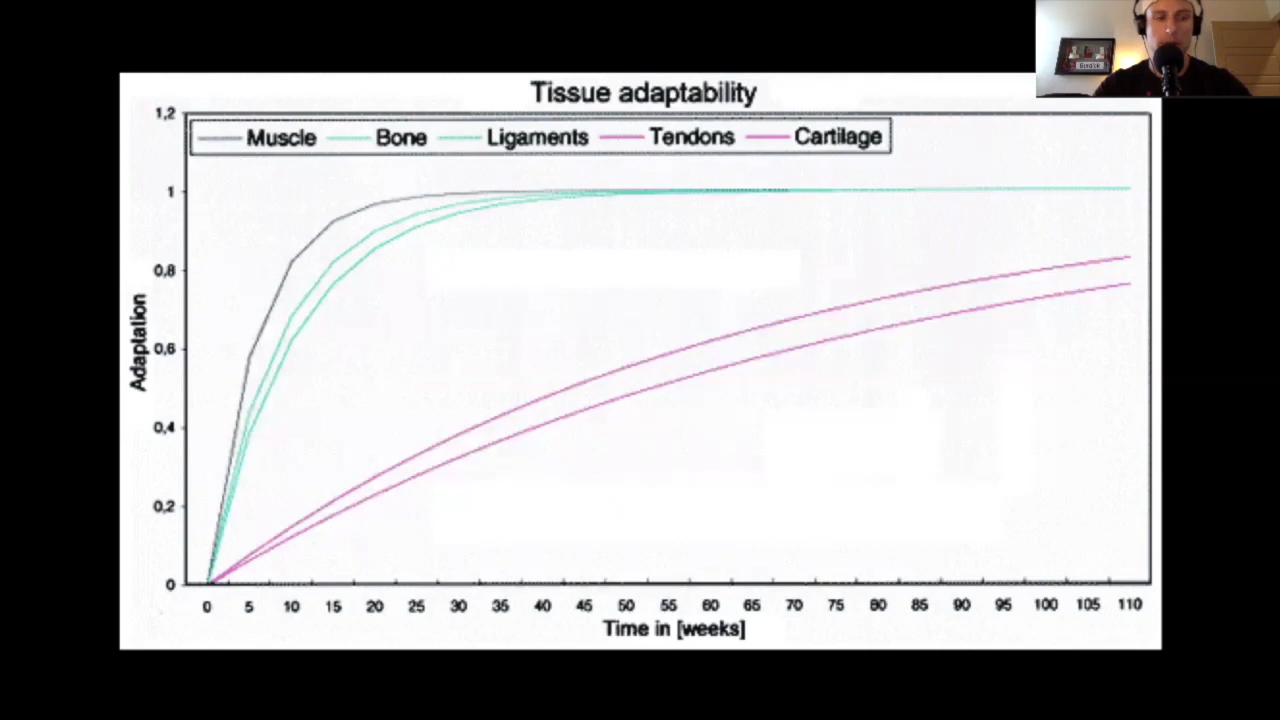 Tissue adaptability
1,2
Muscle Bone Ligaments Tendons Cartilage
1
0,8
0,6
0,4
0,2
0
Adaptation
0 5 10 15 20 25 30 35 40 45 50 55 60 65 70 75 80 85 90 95 100 105 110
Time in [weeks]